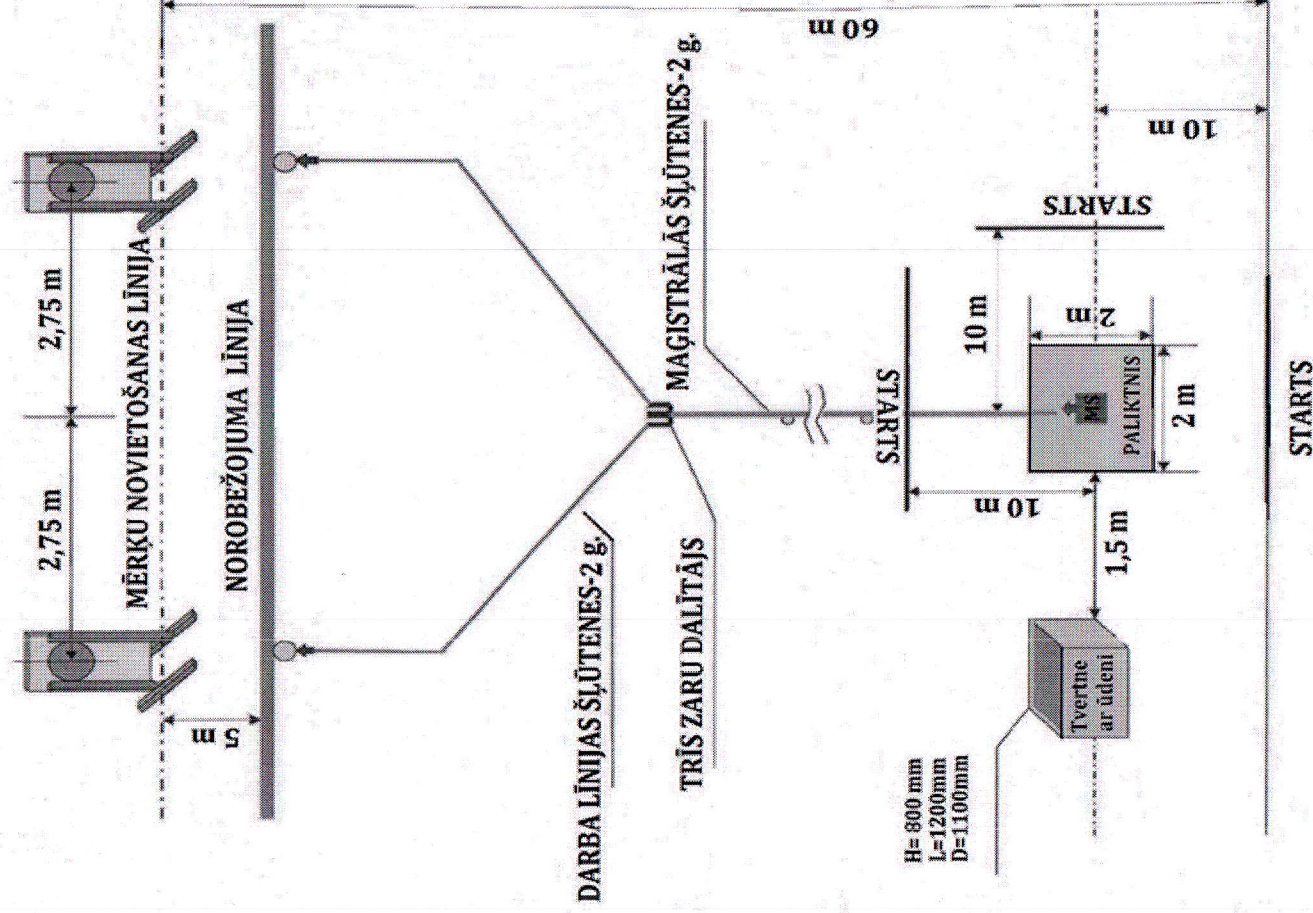 2,75 m
2,75 m
MĒRĶU NOVIETOŠANAS LĪNIJA
5 m
NOROBEŽOJUMA LĪNIJA
60 m
DARBA LĪNIJAS ŠĻŪTENES-2 g.
TRĪS ZARU DALĪTĀJS
MAĢISTRĀLĀS ŠĻŪTENES-2 g.
STARTS
10 m
STARTS
10 m
10 m
H= 800 mm
L=1200mm
D=1100mm
Tvertne
ar ūdeni
1,5 m
MS
PALIKTNIS
2 m
2 m
STARTS